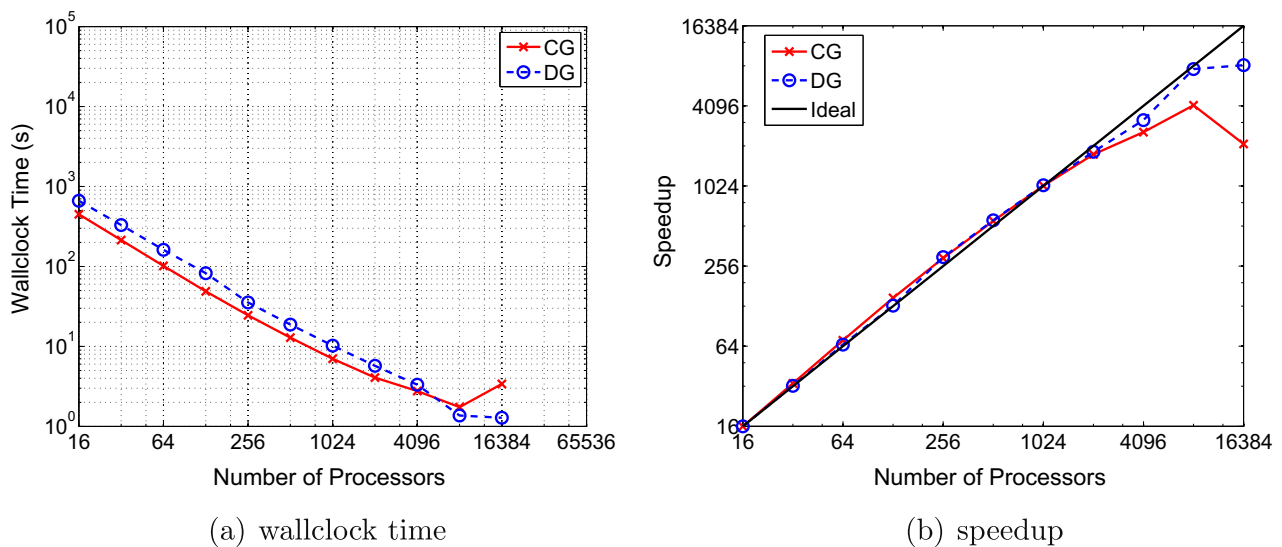 10^5
10^4
10^3
10^2
10^1
10^0
Wallclock Time (s)
CG
DG
16 64 256 1024 4096 16384 65536
Number of Processors
(a) wallclock time
16384
4096
1024
256
64
16
Speedup
CG
DG
Ideal
16 64 256 1024 4096 16384
Number of Processors
(b) speedup